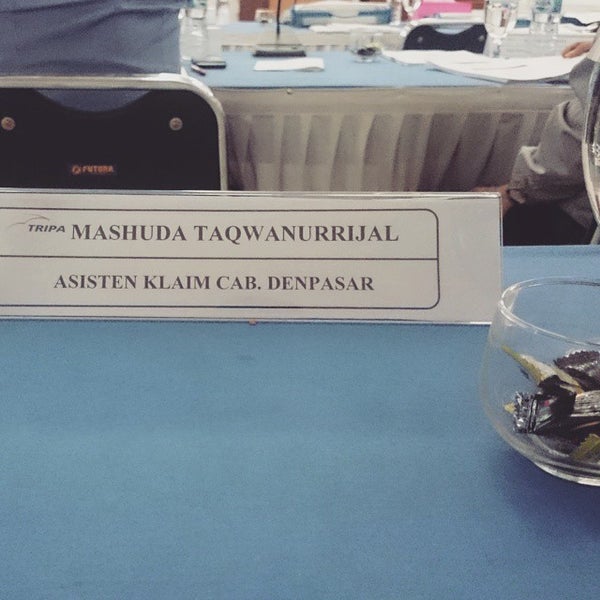 FUTURA
TRIPA MASHUDA TAQWANURRIJAL
ASISTEN KLAIM CAB. DENPASAR